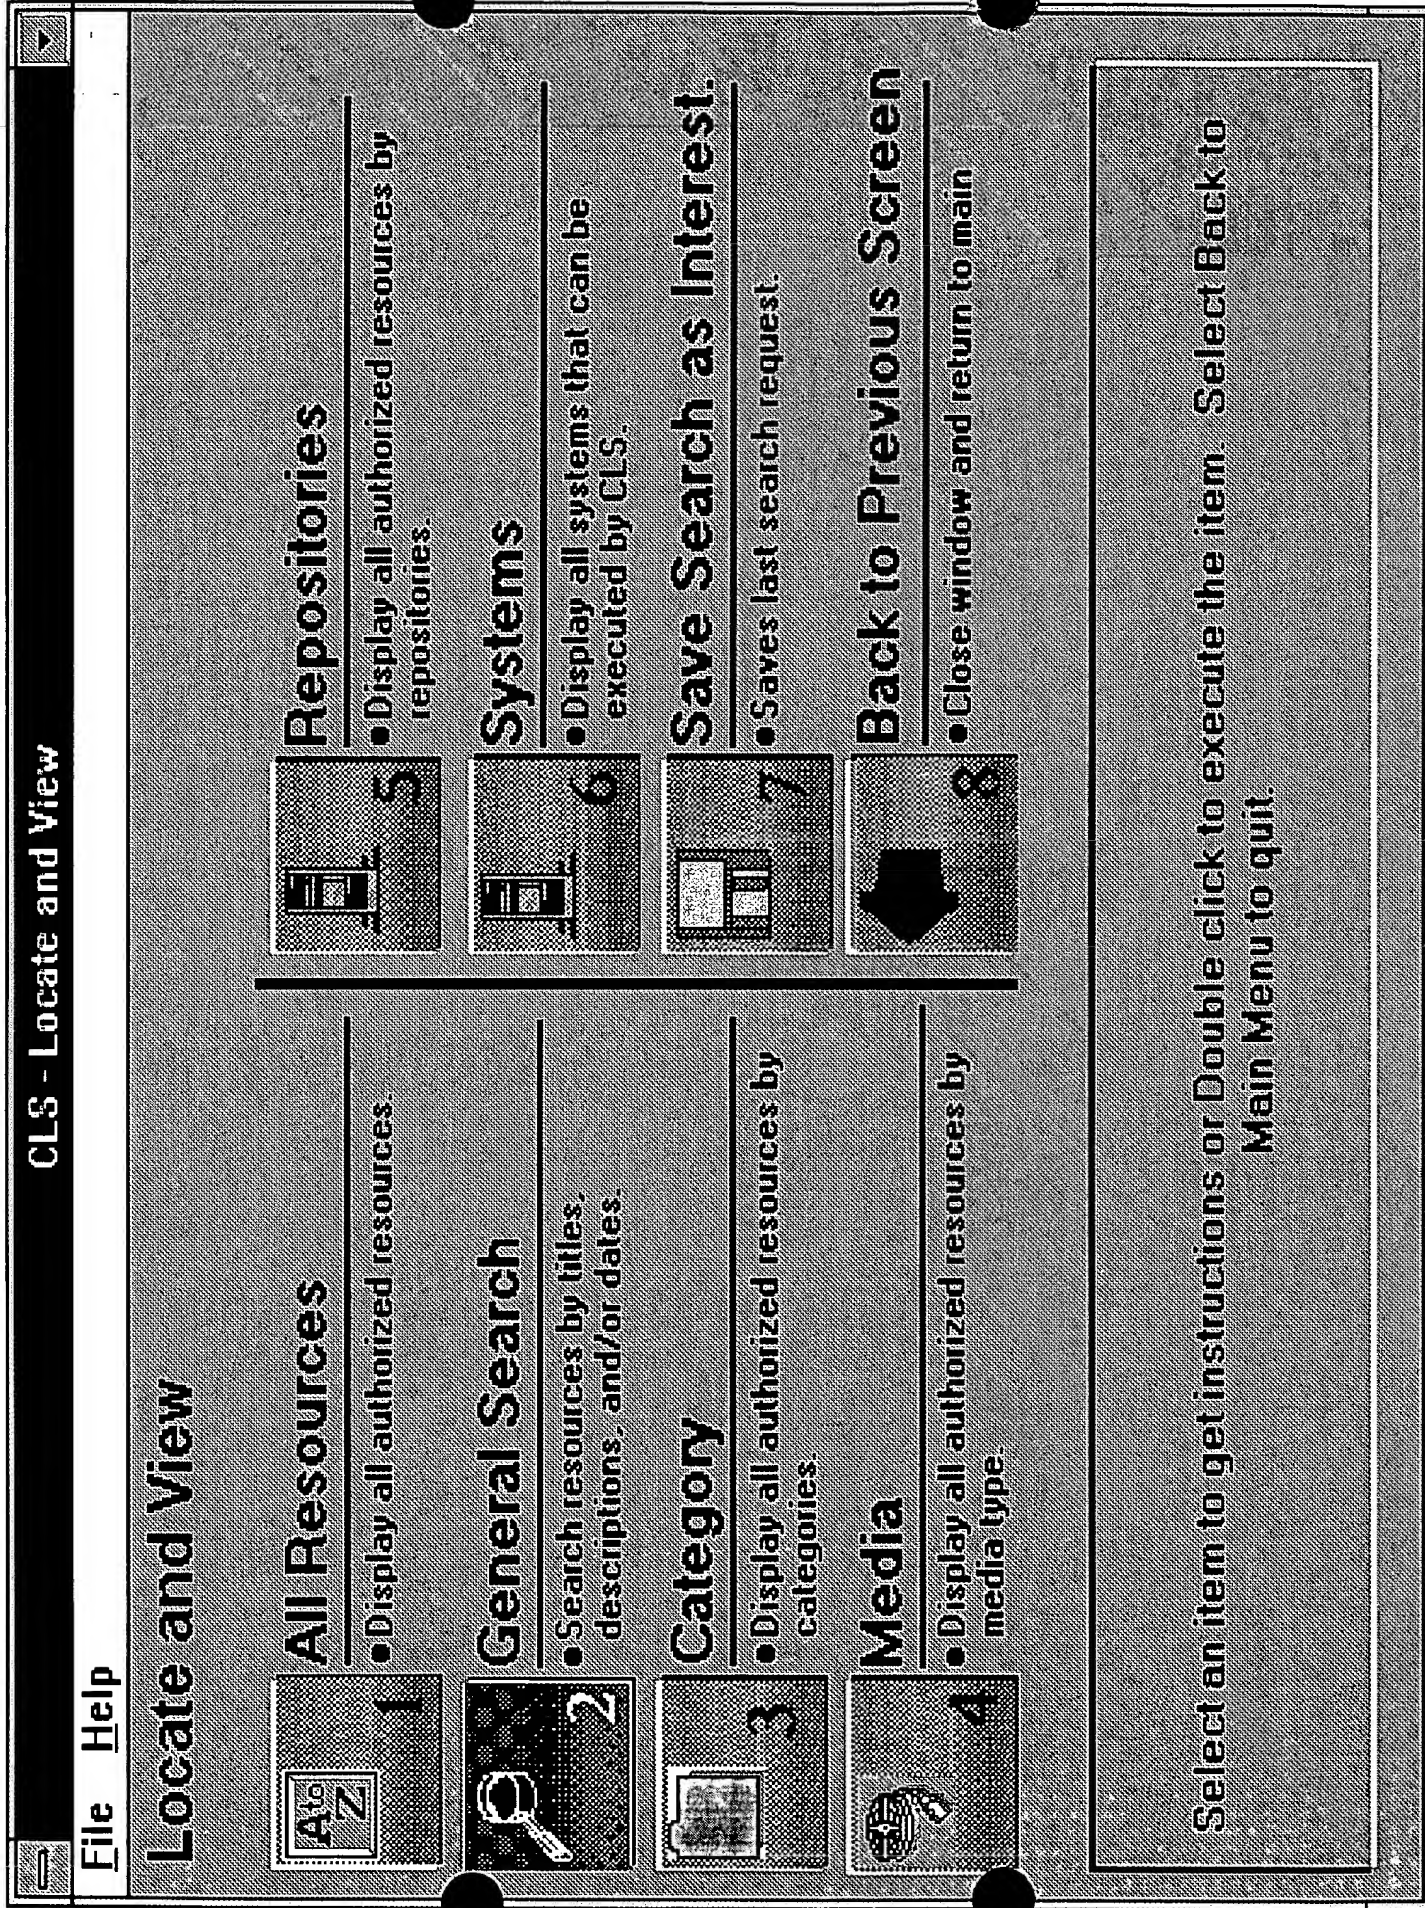 CLS - Locate and View
File Help
Locate and View
A to
Z
1
All Resources
Display all authorized resources.
2
General Search
Search resources by titles,
descriptions, and/or dates.
3
Category
Display all authorized resources by
categories.
4
Media
Display all authorized resources by
media type.
5
Repositories
Display all authorized resources by
repositories.
6
Systems
Display all systems that can be
executed by CLS.
7
Save Search as Interest.
Saves last search request.
8
Back to Previous Screen
Close window and return to main
Select an item to get instructions or Double click to execute the item. Select Back to
Main Menu to quit.